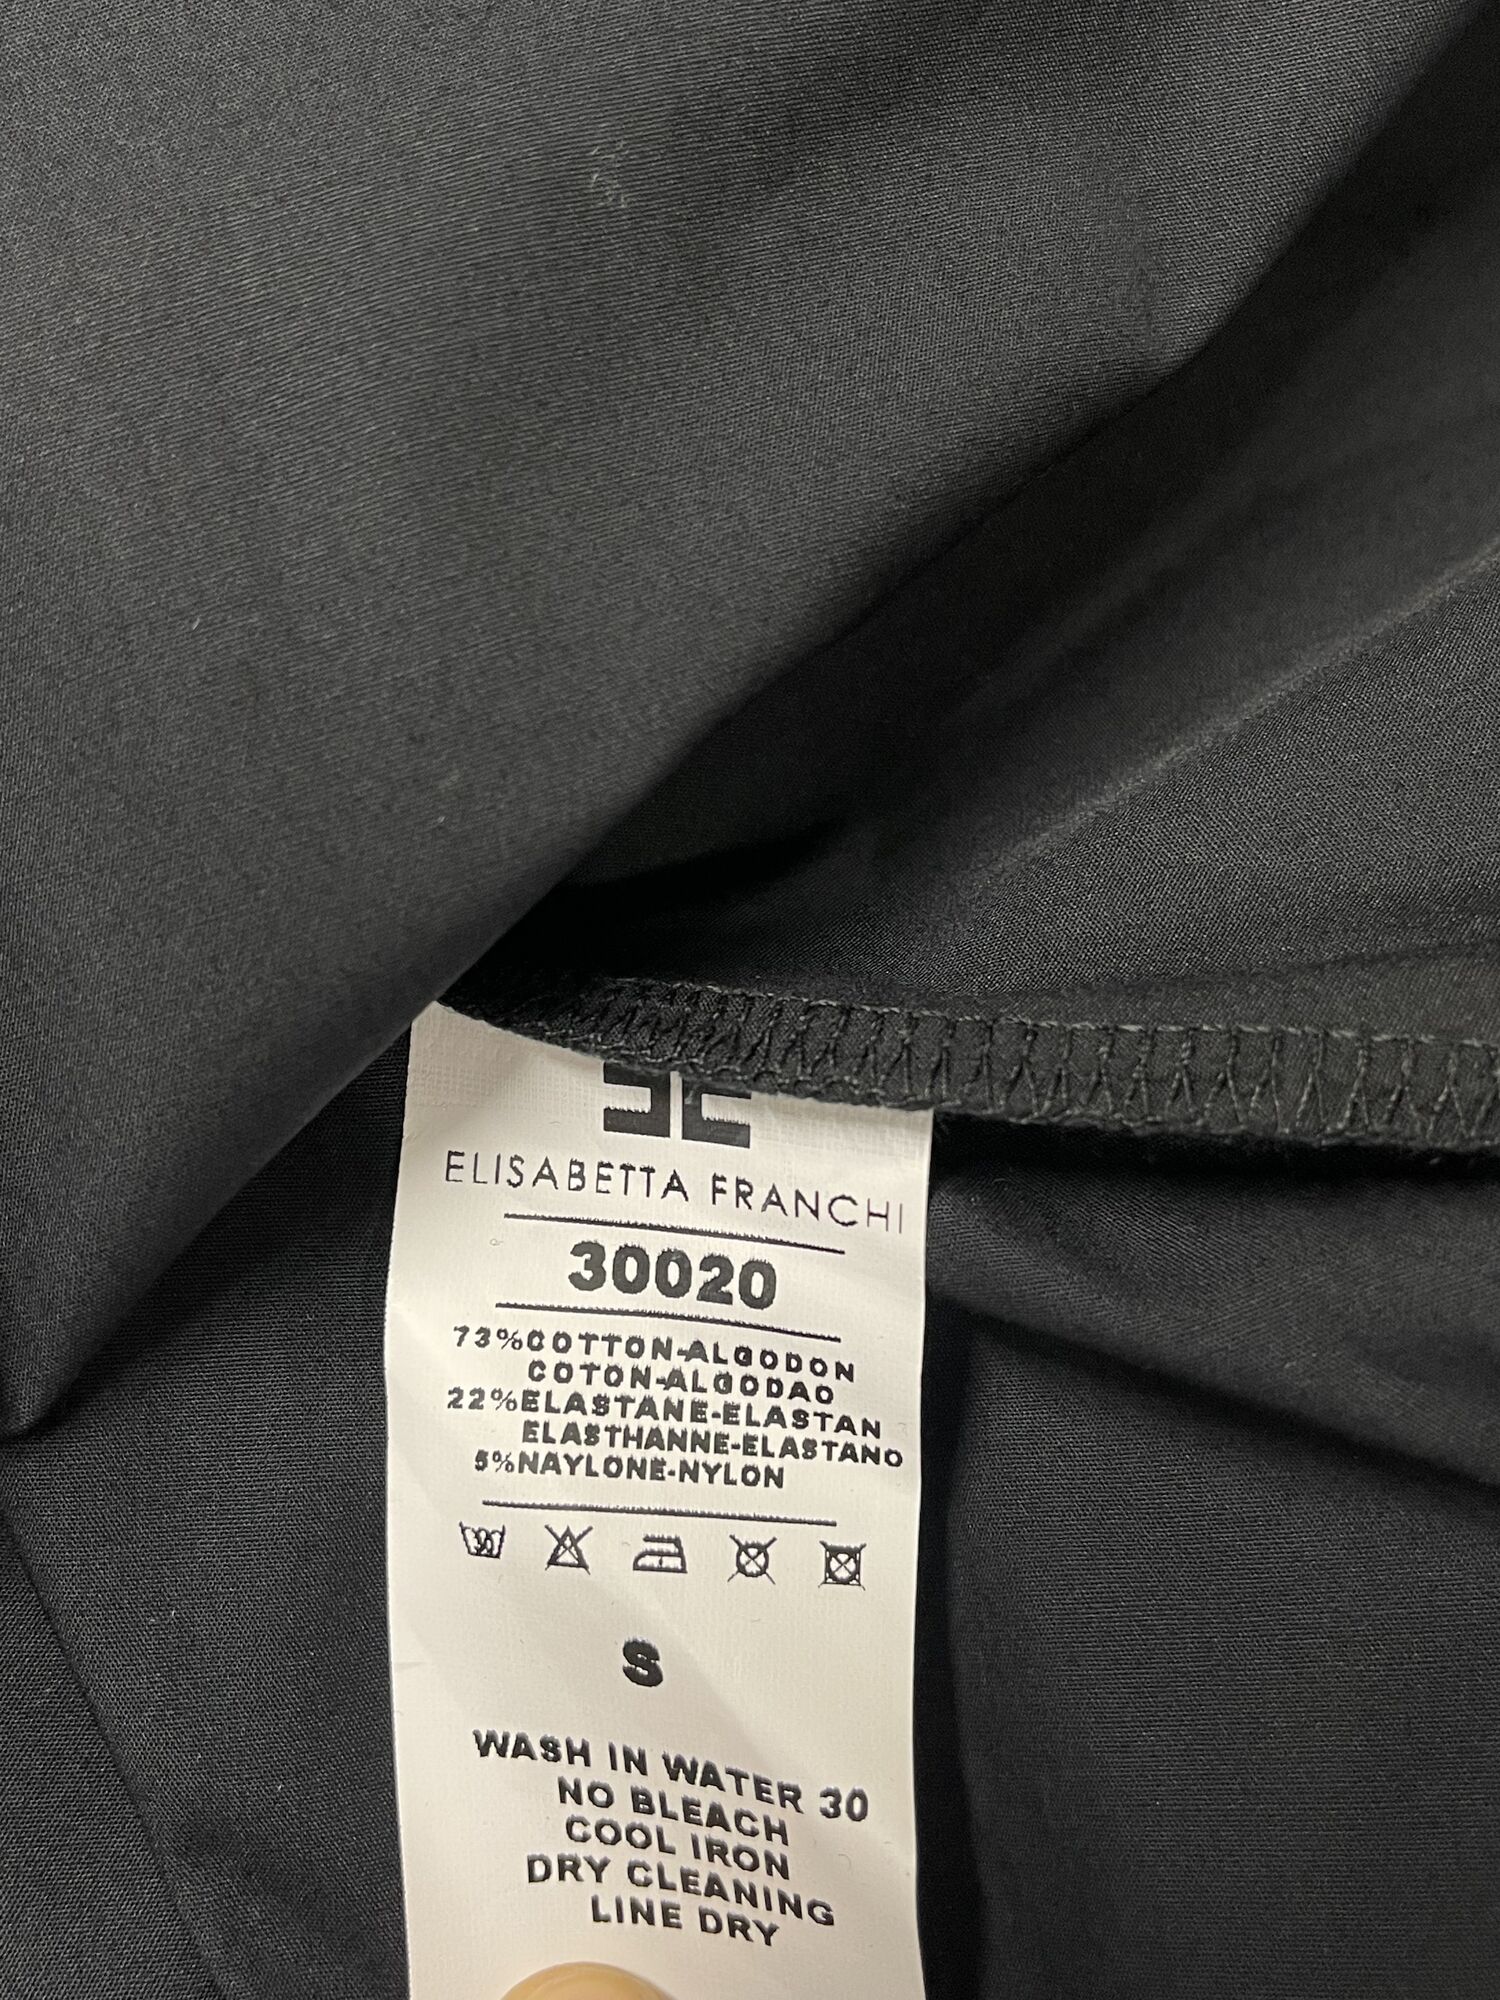 ELISABETTA FRANCHI
30020
73%COTTON-ALGODON
COTON-ALGODAO
22%ELASTANE-ELASTAN
ELASTHANNE-ELASTANO
5%NAYLONE-NYLON
30
S
WASH IN WATER 30
NO BLEACH
COOL IRON
DRY CLEANING
LINE DRY